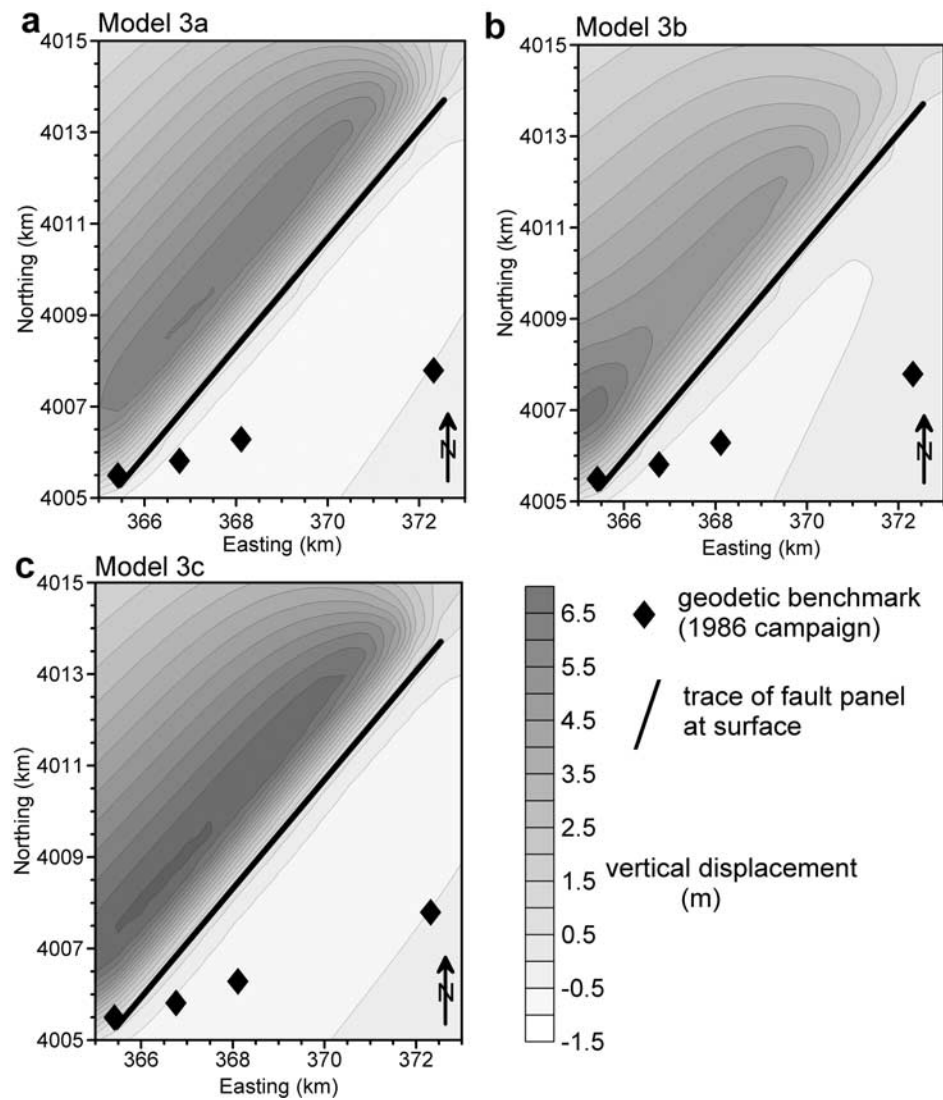 a Model 3a
4015
4013
4011
4009
4007
4005
Northing (km)
366 368 370 372
Easting (km)
N
b Model 3b
4015
4013
4011
4009
4007
4005
Northing (km)
366 368 370 372
Easting (km)
N
c Model 3c
4015
4013
4011
4009
4007
4005
Northing (km)
366 368 370 372
Easting (km)
N
6.5
5.5
4.5
3.5
2.5
1.5
0.5
-0.5
-1.5
geodetic benchmark
(1986 campaign)
trace of fault panel
at surface
vertical displacement
(m)